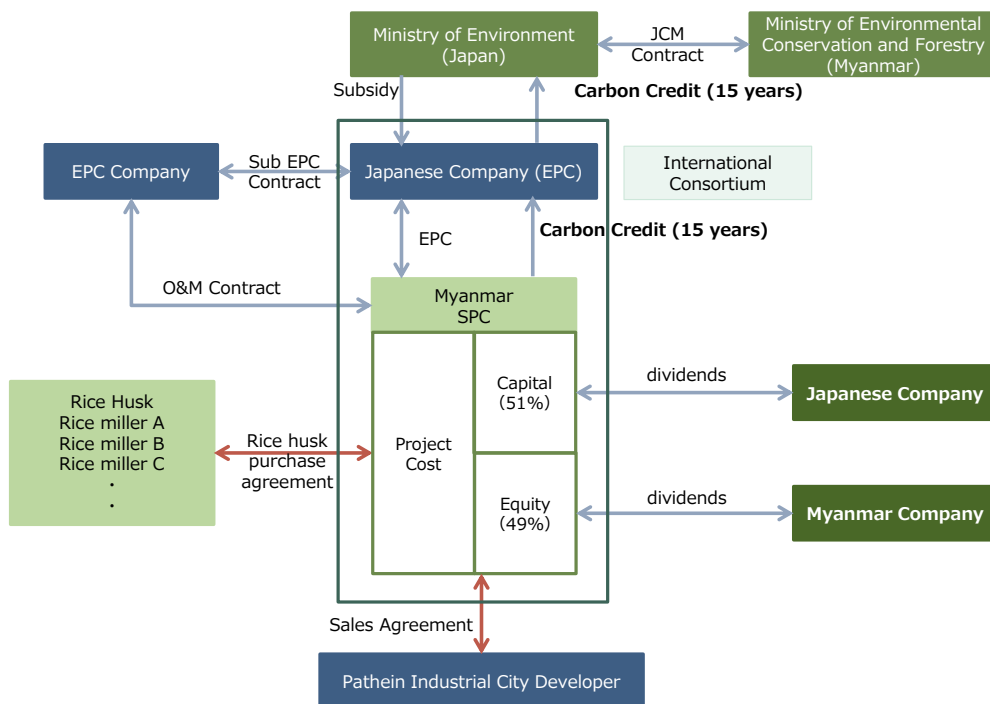 Ministry of Environment
(Japan)
JCM
Contract
Ministry of Environmental
Conservation and Forestry
(Myanmar)
Subsidy
Carbon Credit (15 years)
EPC Company
Sub EPC
Contract
Japanese Company (EPC)
International
Consortium
EPC
Carbon Credit (15 years)
O&M Contract
Myanmar
SPC
Rice Husk
Rice miller A
Rice miller B
Rice miller C
・
・
Rice husk
purchase
agreement
Project
Cost
Capital
(51%)
Equity
(49%)
dividends
Japanese Company
dividends
Myanmar Company
Sales Agreement
Pathein Industrial City Developer